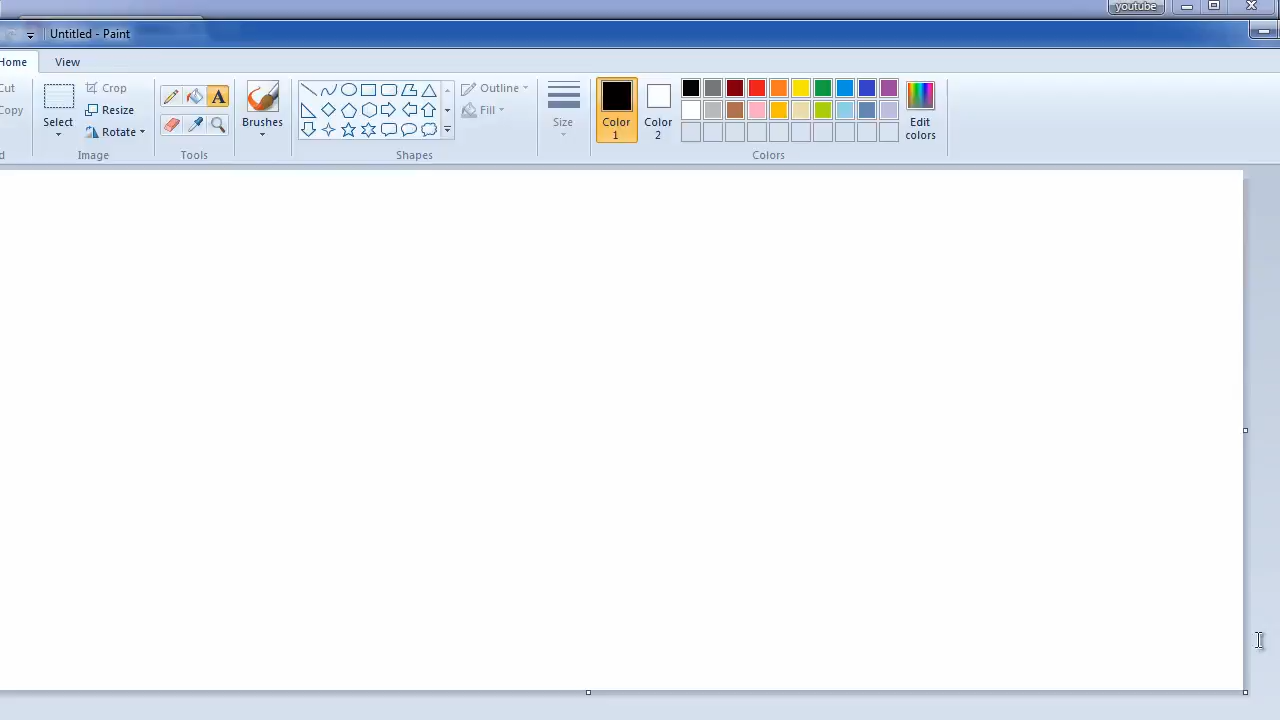 youtube
Untitled - Paint
Home View
Cut
Copy
Select
Crop
Resize
Rotate
Image
A
Tools
Brushes
Shapes
Outline
Fill
Size
Color 1
Color 2
Edit colors
Colors